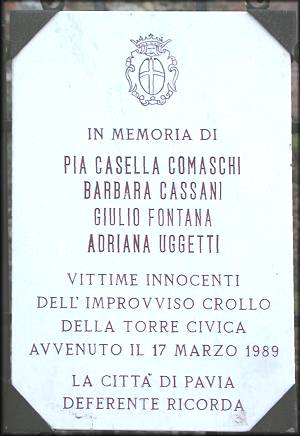 IN MEMORIA DI
PIA CASELLA COMASCHI
BARBARA CASSANI
GIULIO FONTANA
ADRIANA UGGETTI
VITTIME INNOCENTI
DELL' IMPROVVISO CROLLO
DELLA TORRE CIVICA
AVVENUTO IL 17 MARZO 1989
LA CITTÀ DI PAVIA
DEFERENTE RICORDA